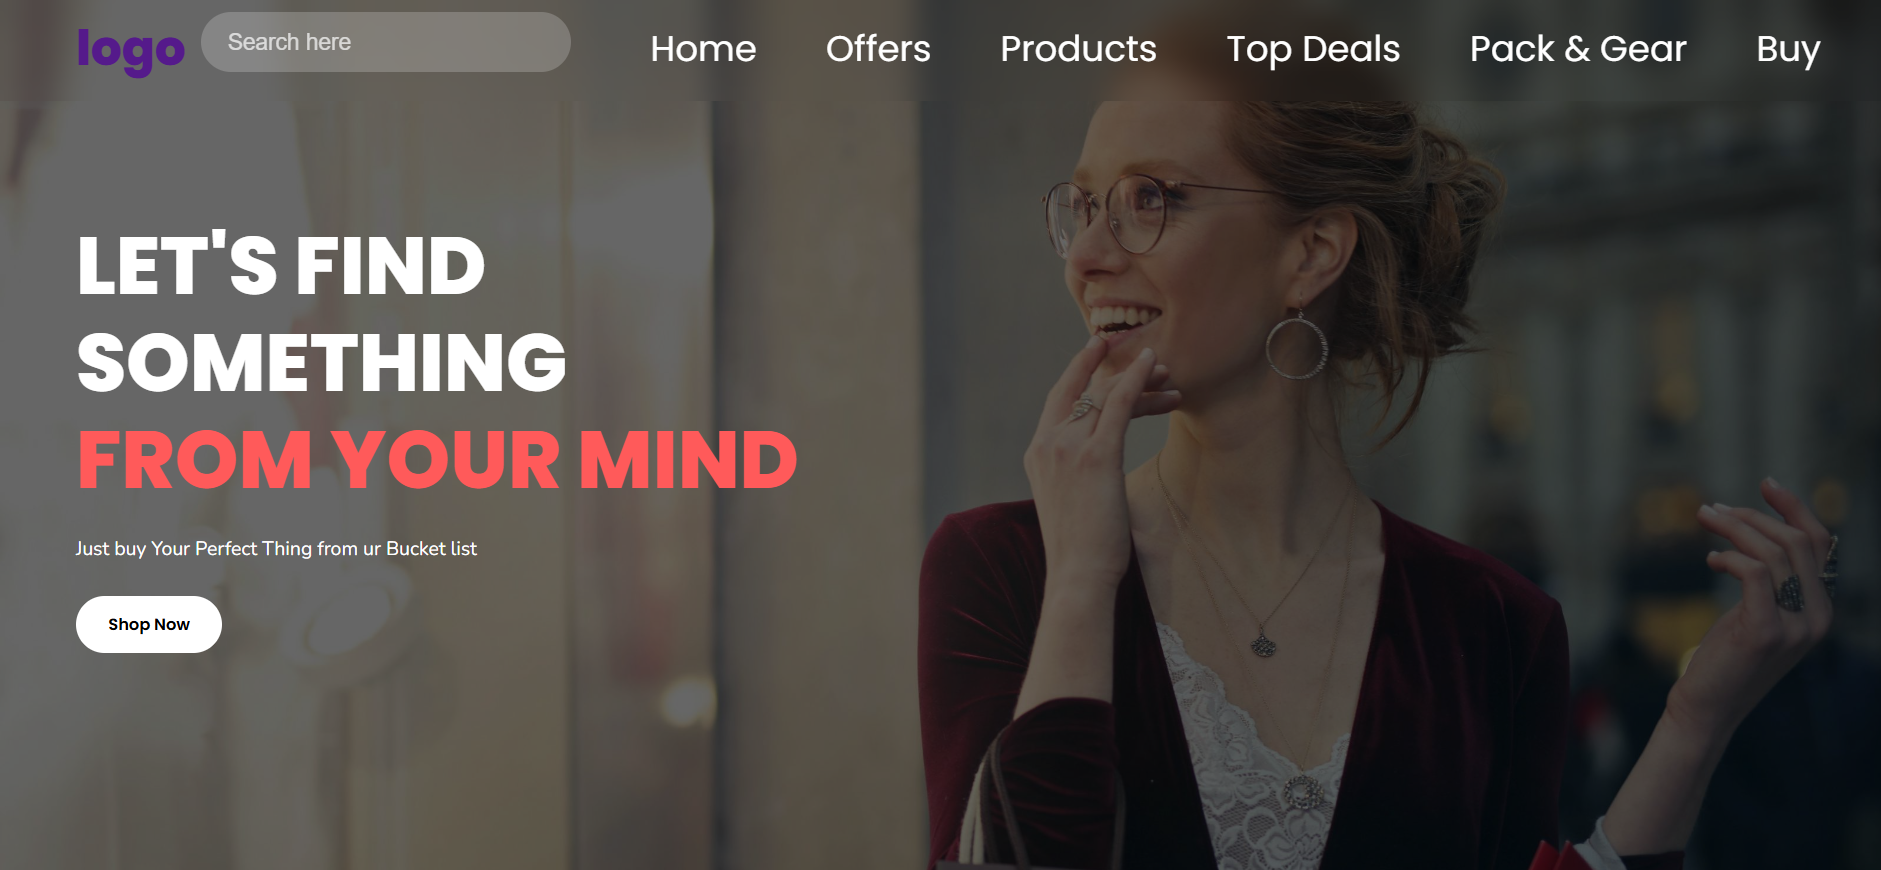 logo
Search here
Home
Offers
Products
Top Deals
Pack & Gear
Buy
LET'S FIND
SOMETHING
FROM YOUR MIND
Just buy Your Perfect Thing from ur Bucket list
Shop Now